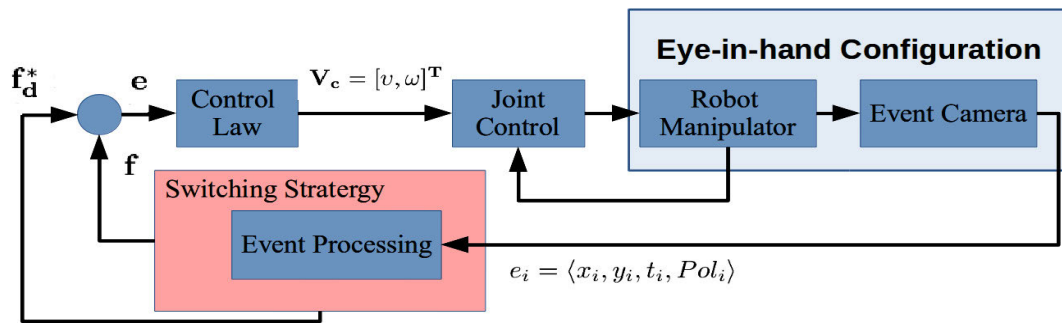 Eye-in-hand Configuration
f*d
e
Control
Law
Vc = [υ, ω]T
Joint
Control
Robot
Manipulator
Event Camera
f
Switching Stratergy
Event Processing
ei = ⟨xi, yi, ti, Poli⟩